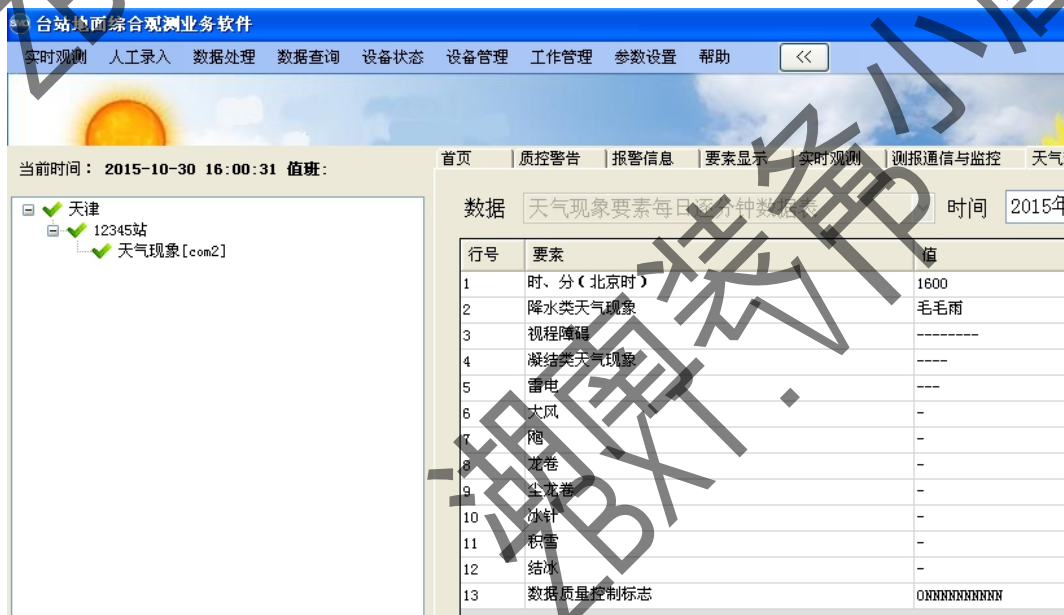 台站地面综合观测业务软件
实时观测 人工录入 数据处理 数据查询 设备状态 设备管理 工作管理 参数设置 帮助 <<
当前时间： 2015-10-30 16:00:31 值班:
首页 质控警告 报警信息 要素显示 实时观测 测报通信与监控 天气
天津
12345站
天气现象[com2]
数据 天气现象要素每日逐分钟数据表 时间 2015年
行号 要素 值
1 时、分(北京时) 1600
2 降水类天气现象 毛毛雨
3 视程障碍 --------
4 凝结类天气现象 ----
5 雷电 ---
6 大风 -
7 飑 -
8 龙卷 -
9 尘龙卷 -
10 冰针 -
11 积雪 -
12 结冰 -
13 数据质量控制标志 0NNNNNNNNNN
湖南装备小店
ZBXT.VIP